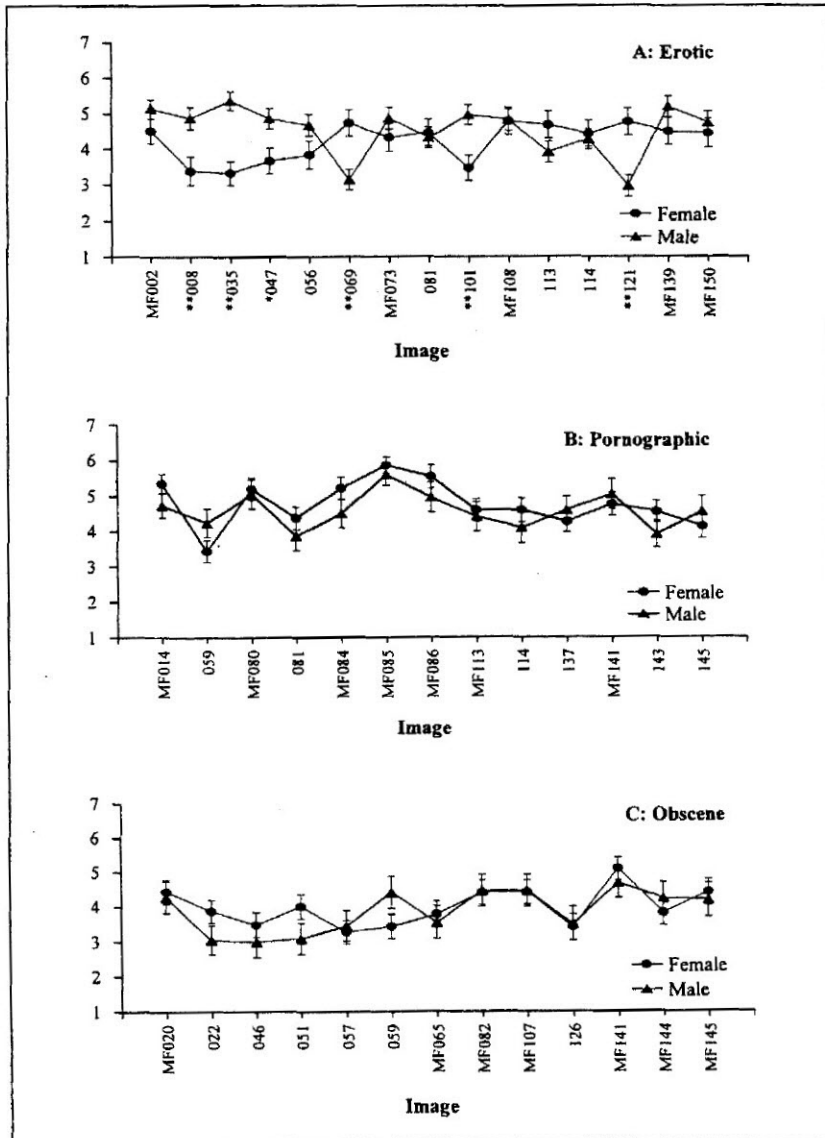 A: Erotic
7
6
5
4
3
2
1
Female
Male
MF002
**008
**035
*047
056
**069
MF073
081
**101
MF108
113
114
**121
MF139
MF150
Image
B: Pornographic
7
6
5
4
3
2
1
Female
Male
MF014
059
MF080
081
MF084
MF085
MF086
MF113
114
137
MF141
143
145
Image
C: Obscene
7
6
5
4
3
2
1
Female
Male
MF020
022
046
051
057
059
MF065
MF082
MF107
126
MF141
MF144
MF145
Image